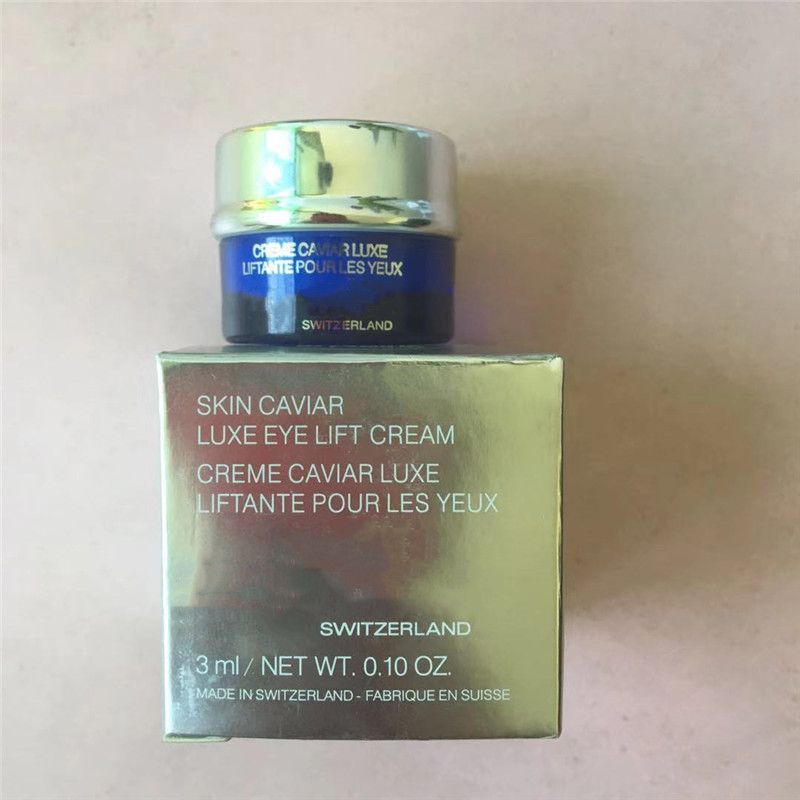 CREME CAVIAR LUXE
LIFTANTE POUR LES YEUX
SWITZERLAND
SKIN CAVIAR
LUXE EYE LIFT CREAM
CREME CAVIAR LUXE
LIFTANTE POUR LES YEUX
SWITZERLAND
3 ml / NET WT. 0.10 OZ.
MADE IN SWITZERLAND - FABRIQUE EN SUISSE